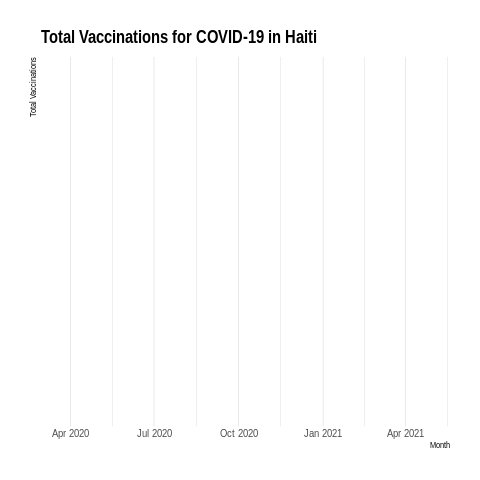 Total Vaccinations for COVID-19 in Haiti
Total Vaccinations
Apr 2020
Jul 2020
Oct 2020
Jan 2021
Apr 2021
Month